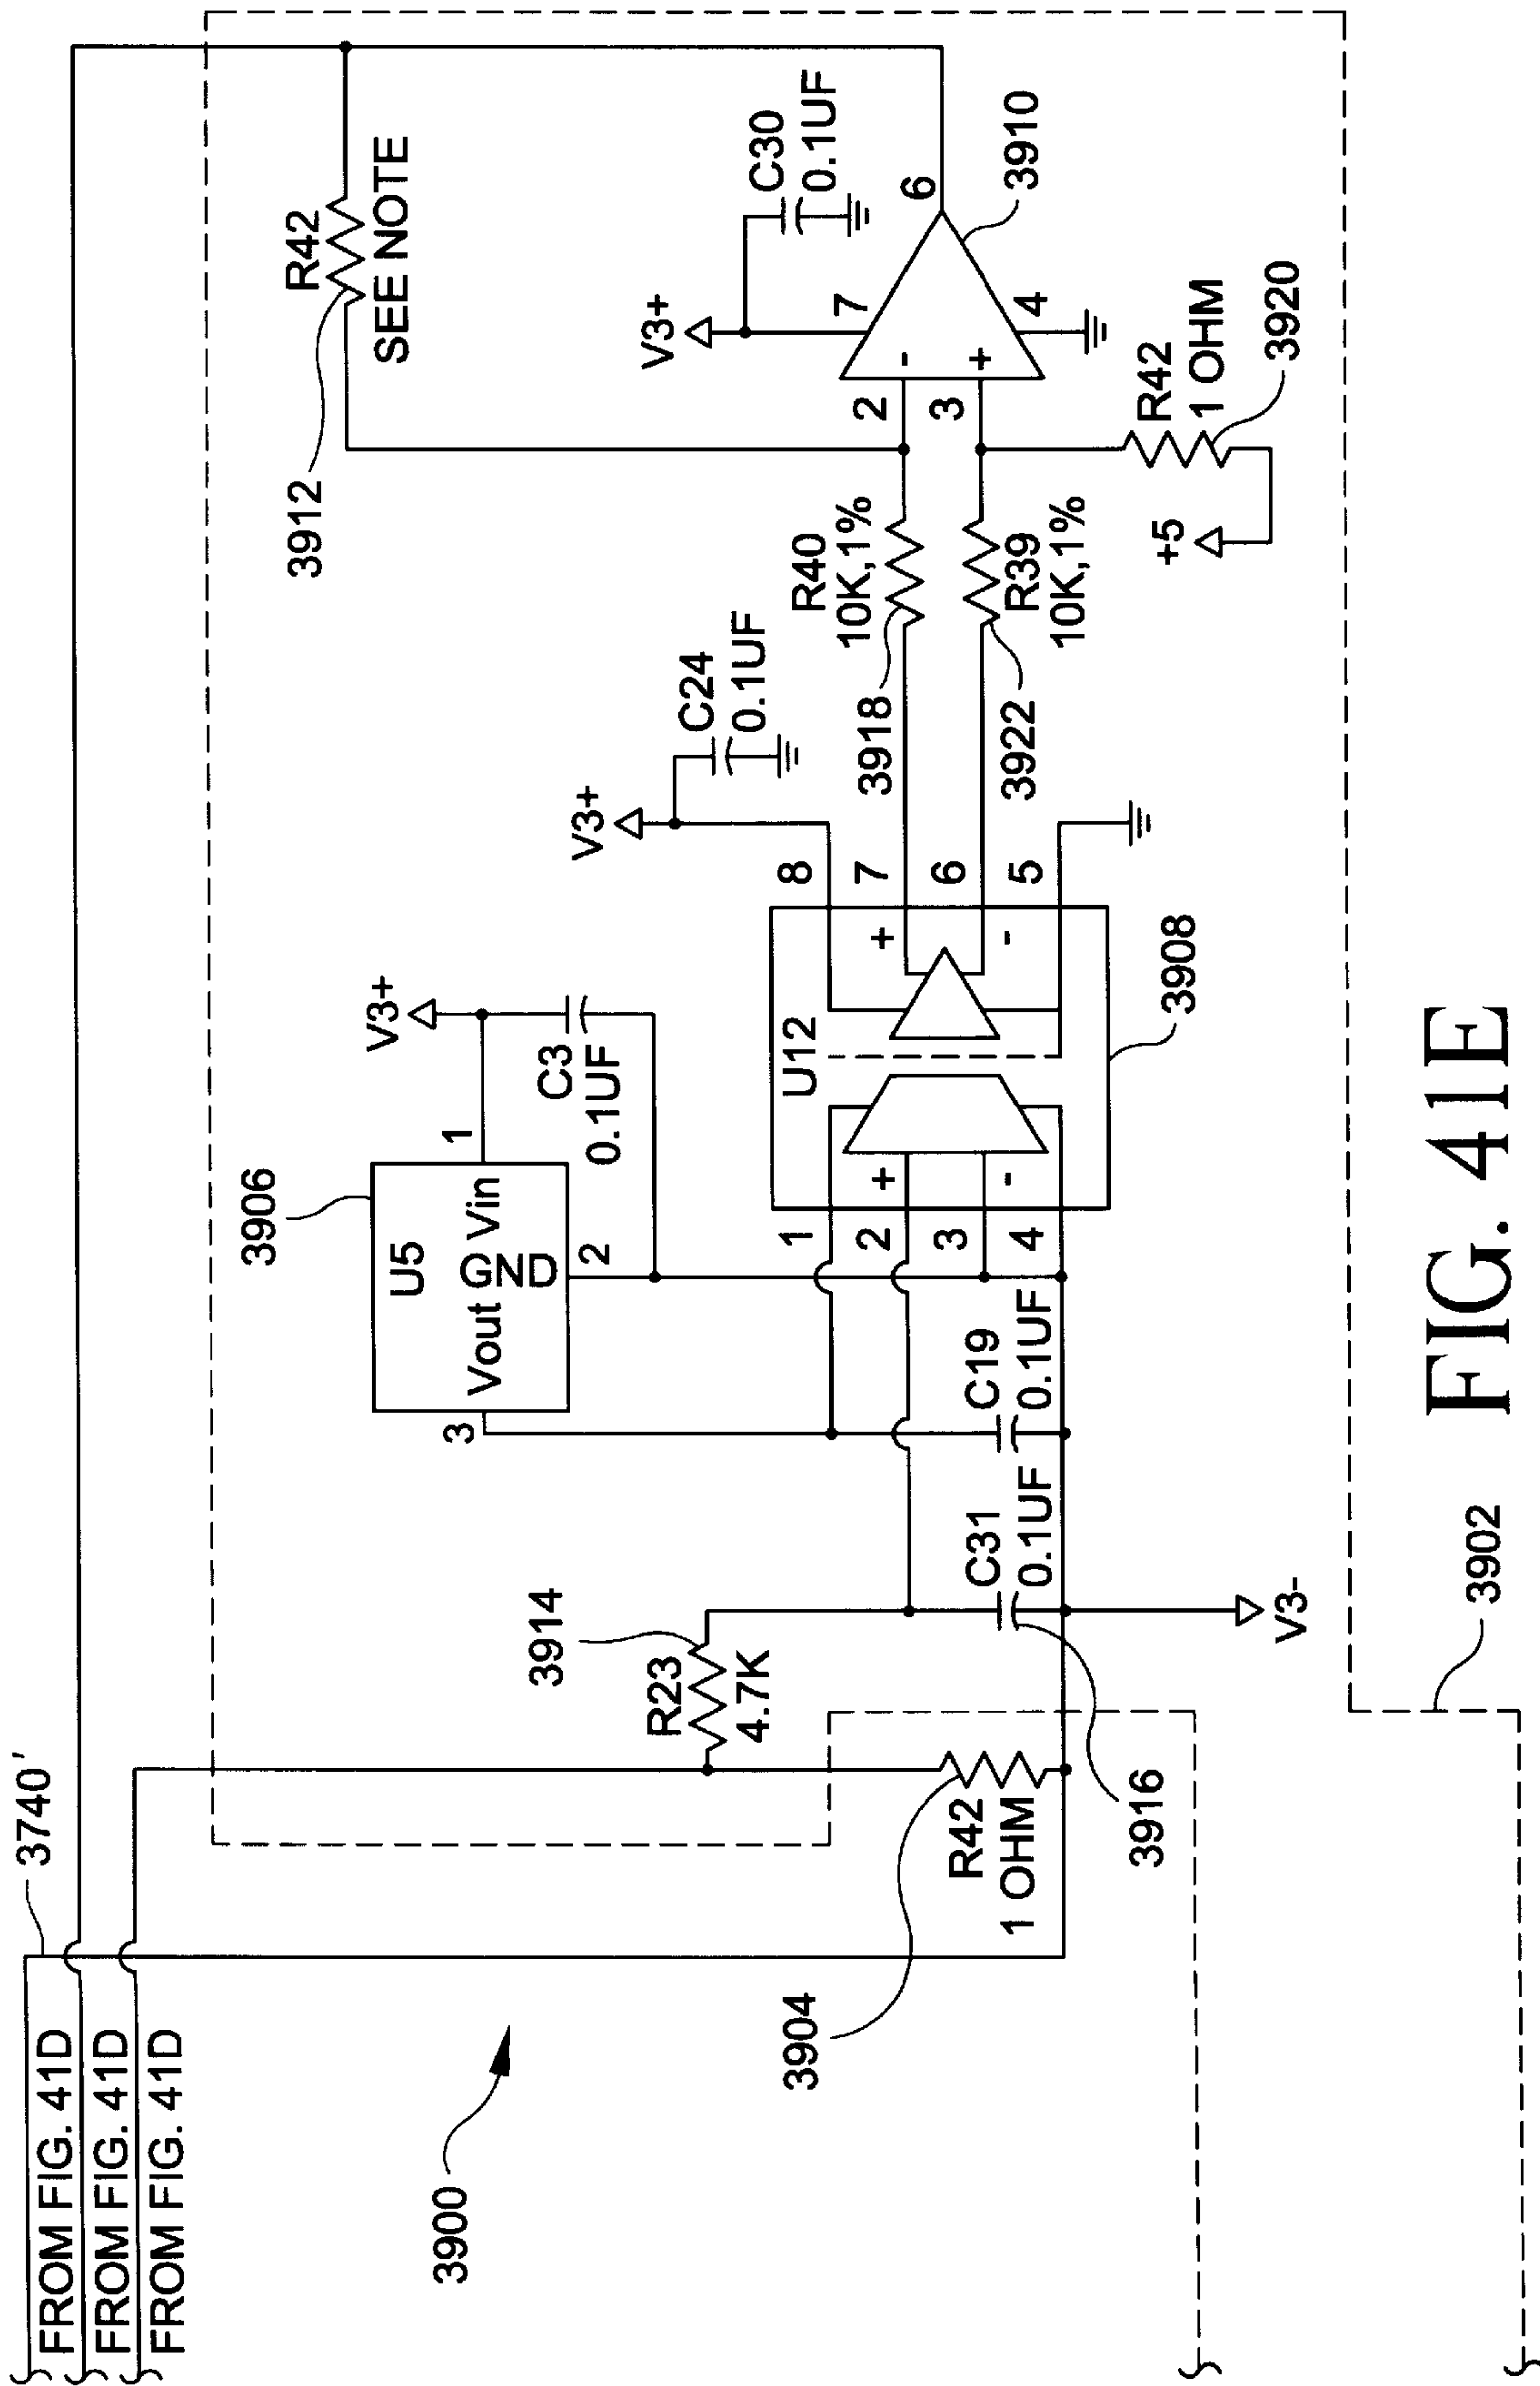 FROM FIG. 41D
FROM FIG. 41D
FROM FIG. 41D
3740'
3900
3904
R42
1 OHM
3916
R23
4.7K
3914
C31
0.1UF
V3-
C19
0.1UF
3906
U5
Vout
Vin
GND
3
2
1
V3+
C3
0.1UF
1
2
3
4
+
-
U12
+
-
8
7
6
5
3908
V3+
C24
0.1UF
3918
R40
10K,1%
3922
R39
10K,1%
3912
R42
SEE NOTE
2
3
-
+
7
4
6
V3+
C30
0.1UF
3910
+5
R42
1 OHM
3920
3902
FIG. 41E